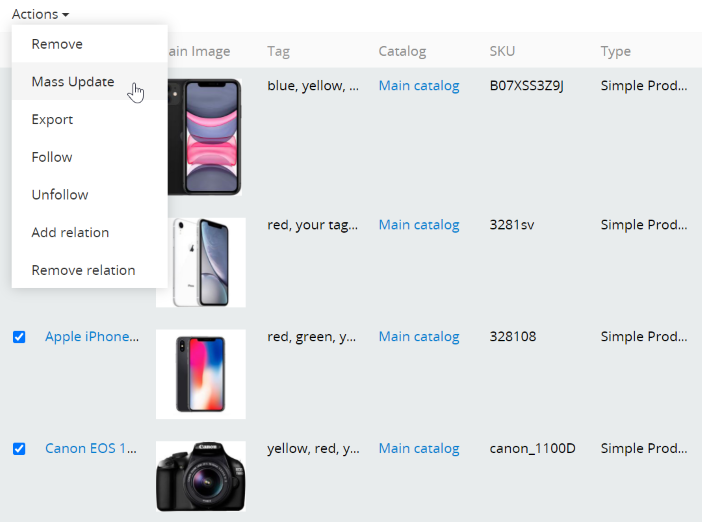 Actions
Remove
Mass Update
Export
Follow
Unfollow
Add relation
Remove relation
ain Image Tag Catalog SKU Type
blue, yellow, ... Main catalog B07XSS3Z9J Simple Prod...
red, your tag... Main catalog 3281sv Simple Prod...
Apple iPhone... red, green, y... Main catalog 328108 Simple Prod...
Canon EOS 1... yellow, red, y... Main catalog canon_1100D Simple Prod...
Canon